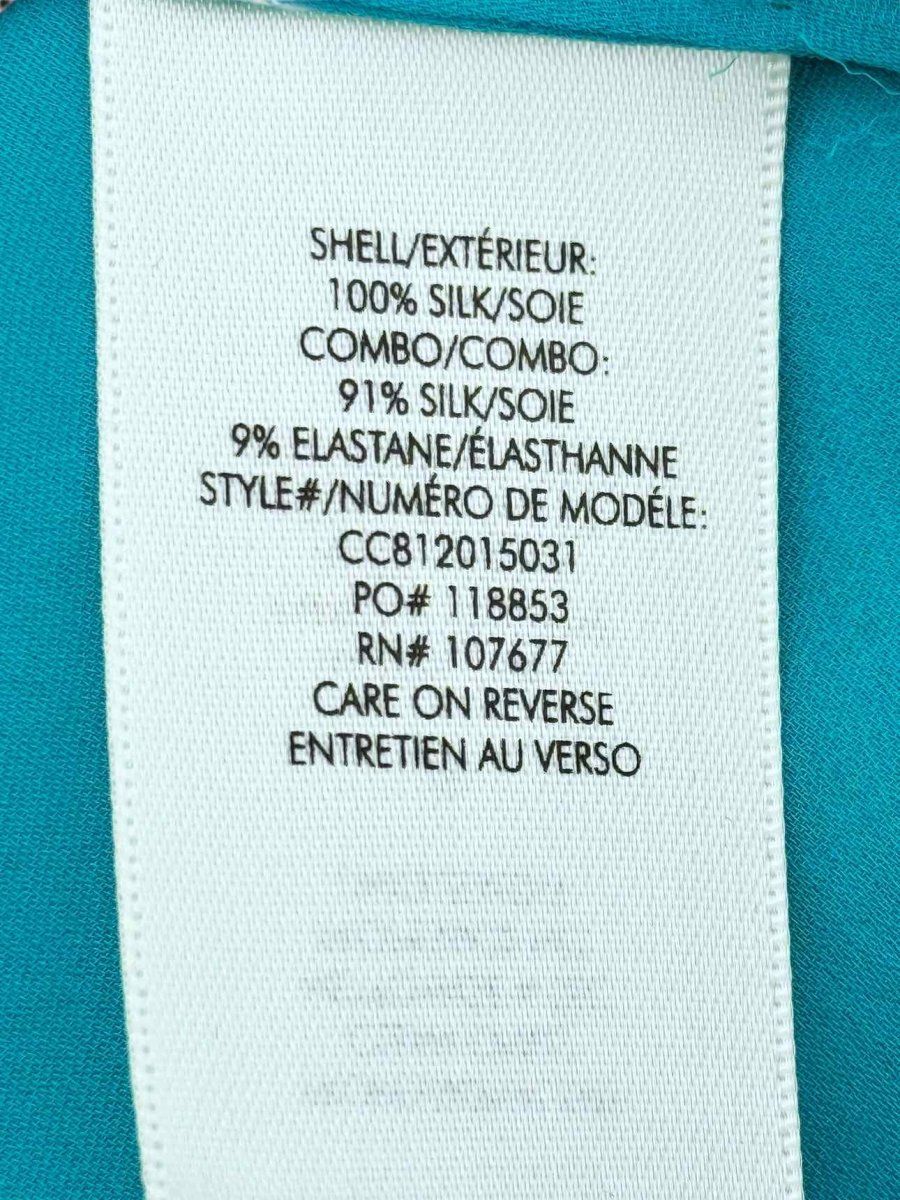 SHELL/EXTÉRIEUR:
100% SILK/SOIE
COMBO/COMBO:
91% SILK/SOIE
9% ELASTANE/ÉLASTHANNE
STYLE#/NUMÉRO DE MODÉLE:
CC812015031
PO# 118853
RN# 107677
CARE ON REVERSE
ENTRETIEN AU VERSO